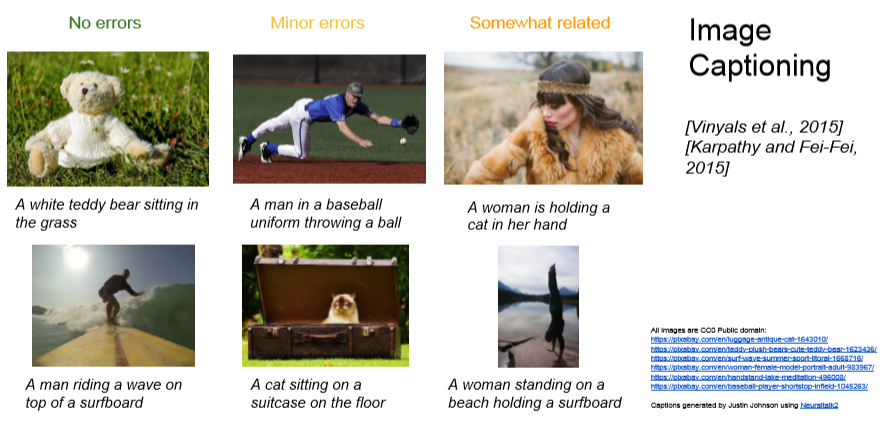 No errors
Minor errors
Somewhat related
Image
Captioning
[Vinyals et al., 2015]
[Karpathy and Fei-Fei,
2015]
A white teddy bear sitting in
the grass
A man in a baseball
uniform throwing a ball
A woman is holding a
cat in her hand
A man riding a wave on
top of a surfboard
A cat sitting on a
suitcase on the floor
A woman standing on a
beach holding a surfboard
All images are CC0 Public domain:
https://pixabay.com/en/luggage-antique-cat-1643010/
https://pixabay.com/en/teddy-plush-bears-cute-teddy-bear-1623436/
https://pixabay.com/en/surf-wave-summer-sport-litoral-1668716/
https://pixabay.com/en/woman-female-model-portrait-adult-983967/
https://pixabay.com/en/handstand-lake-meditation-496008/
https://pixabay.com/en/baseball-player-shortstop-infield-1045263/
Captions generated by Justin Johnson using Neuraltalk2